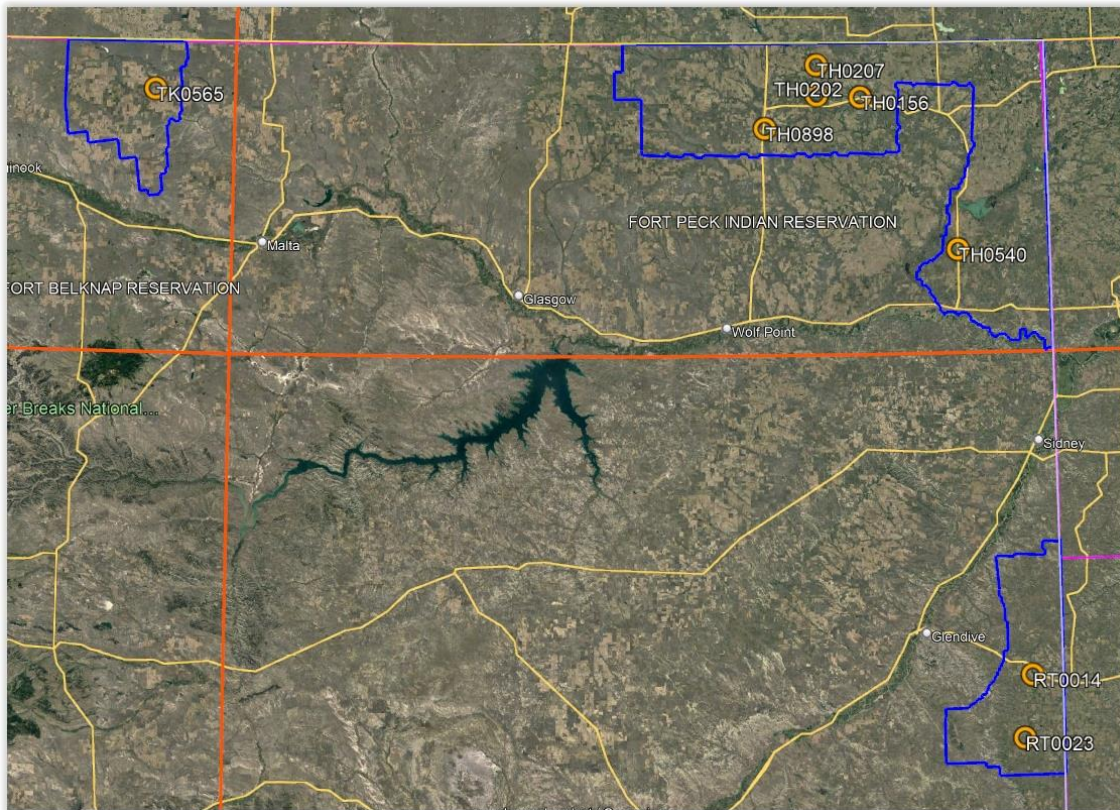 TH0207
TK0565
TH0202
TH0156
TH0898
FORT PECK INDIAN RESERVATION
Malta
TH0540
FORT BELKNAP RESERVATION
Glasgow
Wolf Point
er Breaks National...
Sidney
Glendive
RT0014
RT0023